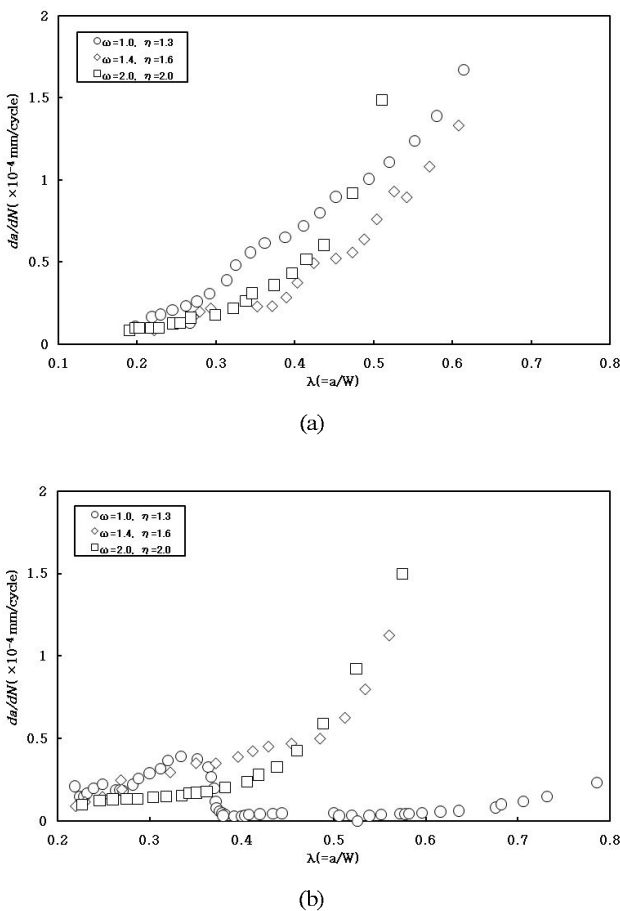 2
ω=1.0, η=1.3
ω=1.4, η=1.6
ω=2.0, η=2.0
1.5
1
0.5
0
da/dN( ×10⁻⁴ mm/cycle)
0.1 0.2 0.3 0.4 0.5 0.6 0.7 0.8
λ(=a/W)
(a)
2
ω=1.0, η=1.3
ω=1.4, η=1.6
ω=2.0, η=2.0
1.5
1
0.5
0
da/dN( ×10⁻⁴ mm/cycle)
0.2 0.3 0.4 0.5 0.6 0.7 0.8
λ(=a/W)
(b)